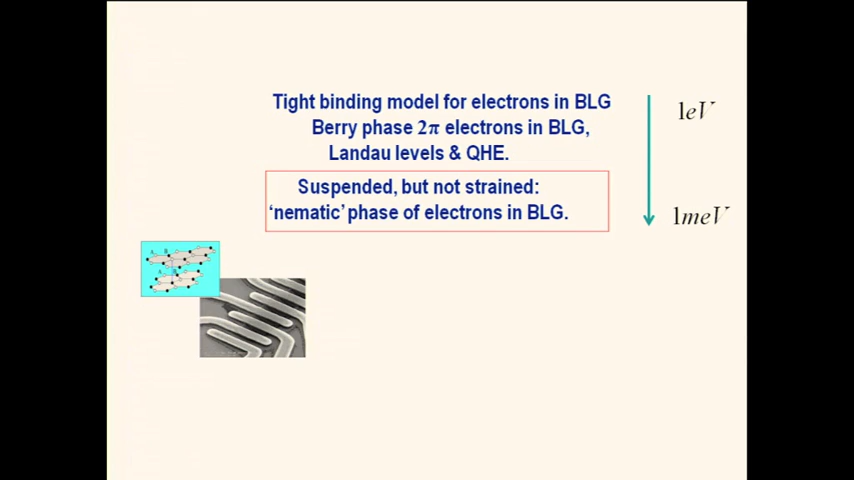 Tight binding model for electrons in BLG
Berry phase 2π electrons in BLG,
Landau levels & QHE.
Suspended, but not strained:
‘nematic’ phase of electrons in BLG.
1eV
1meV